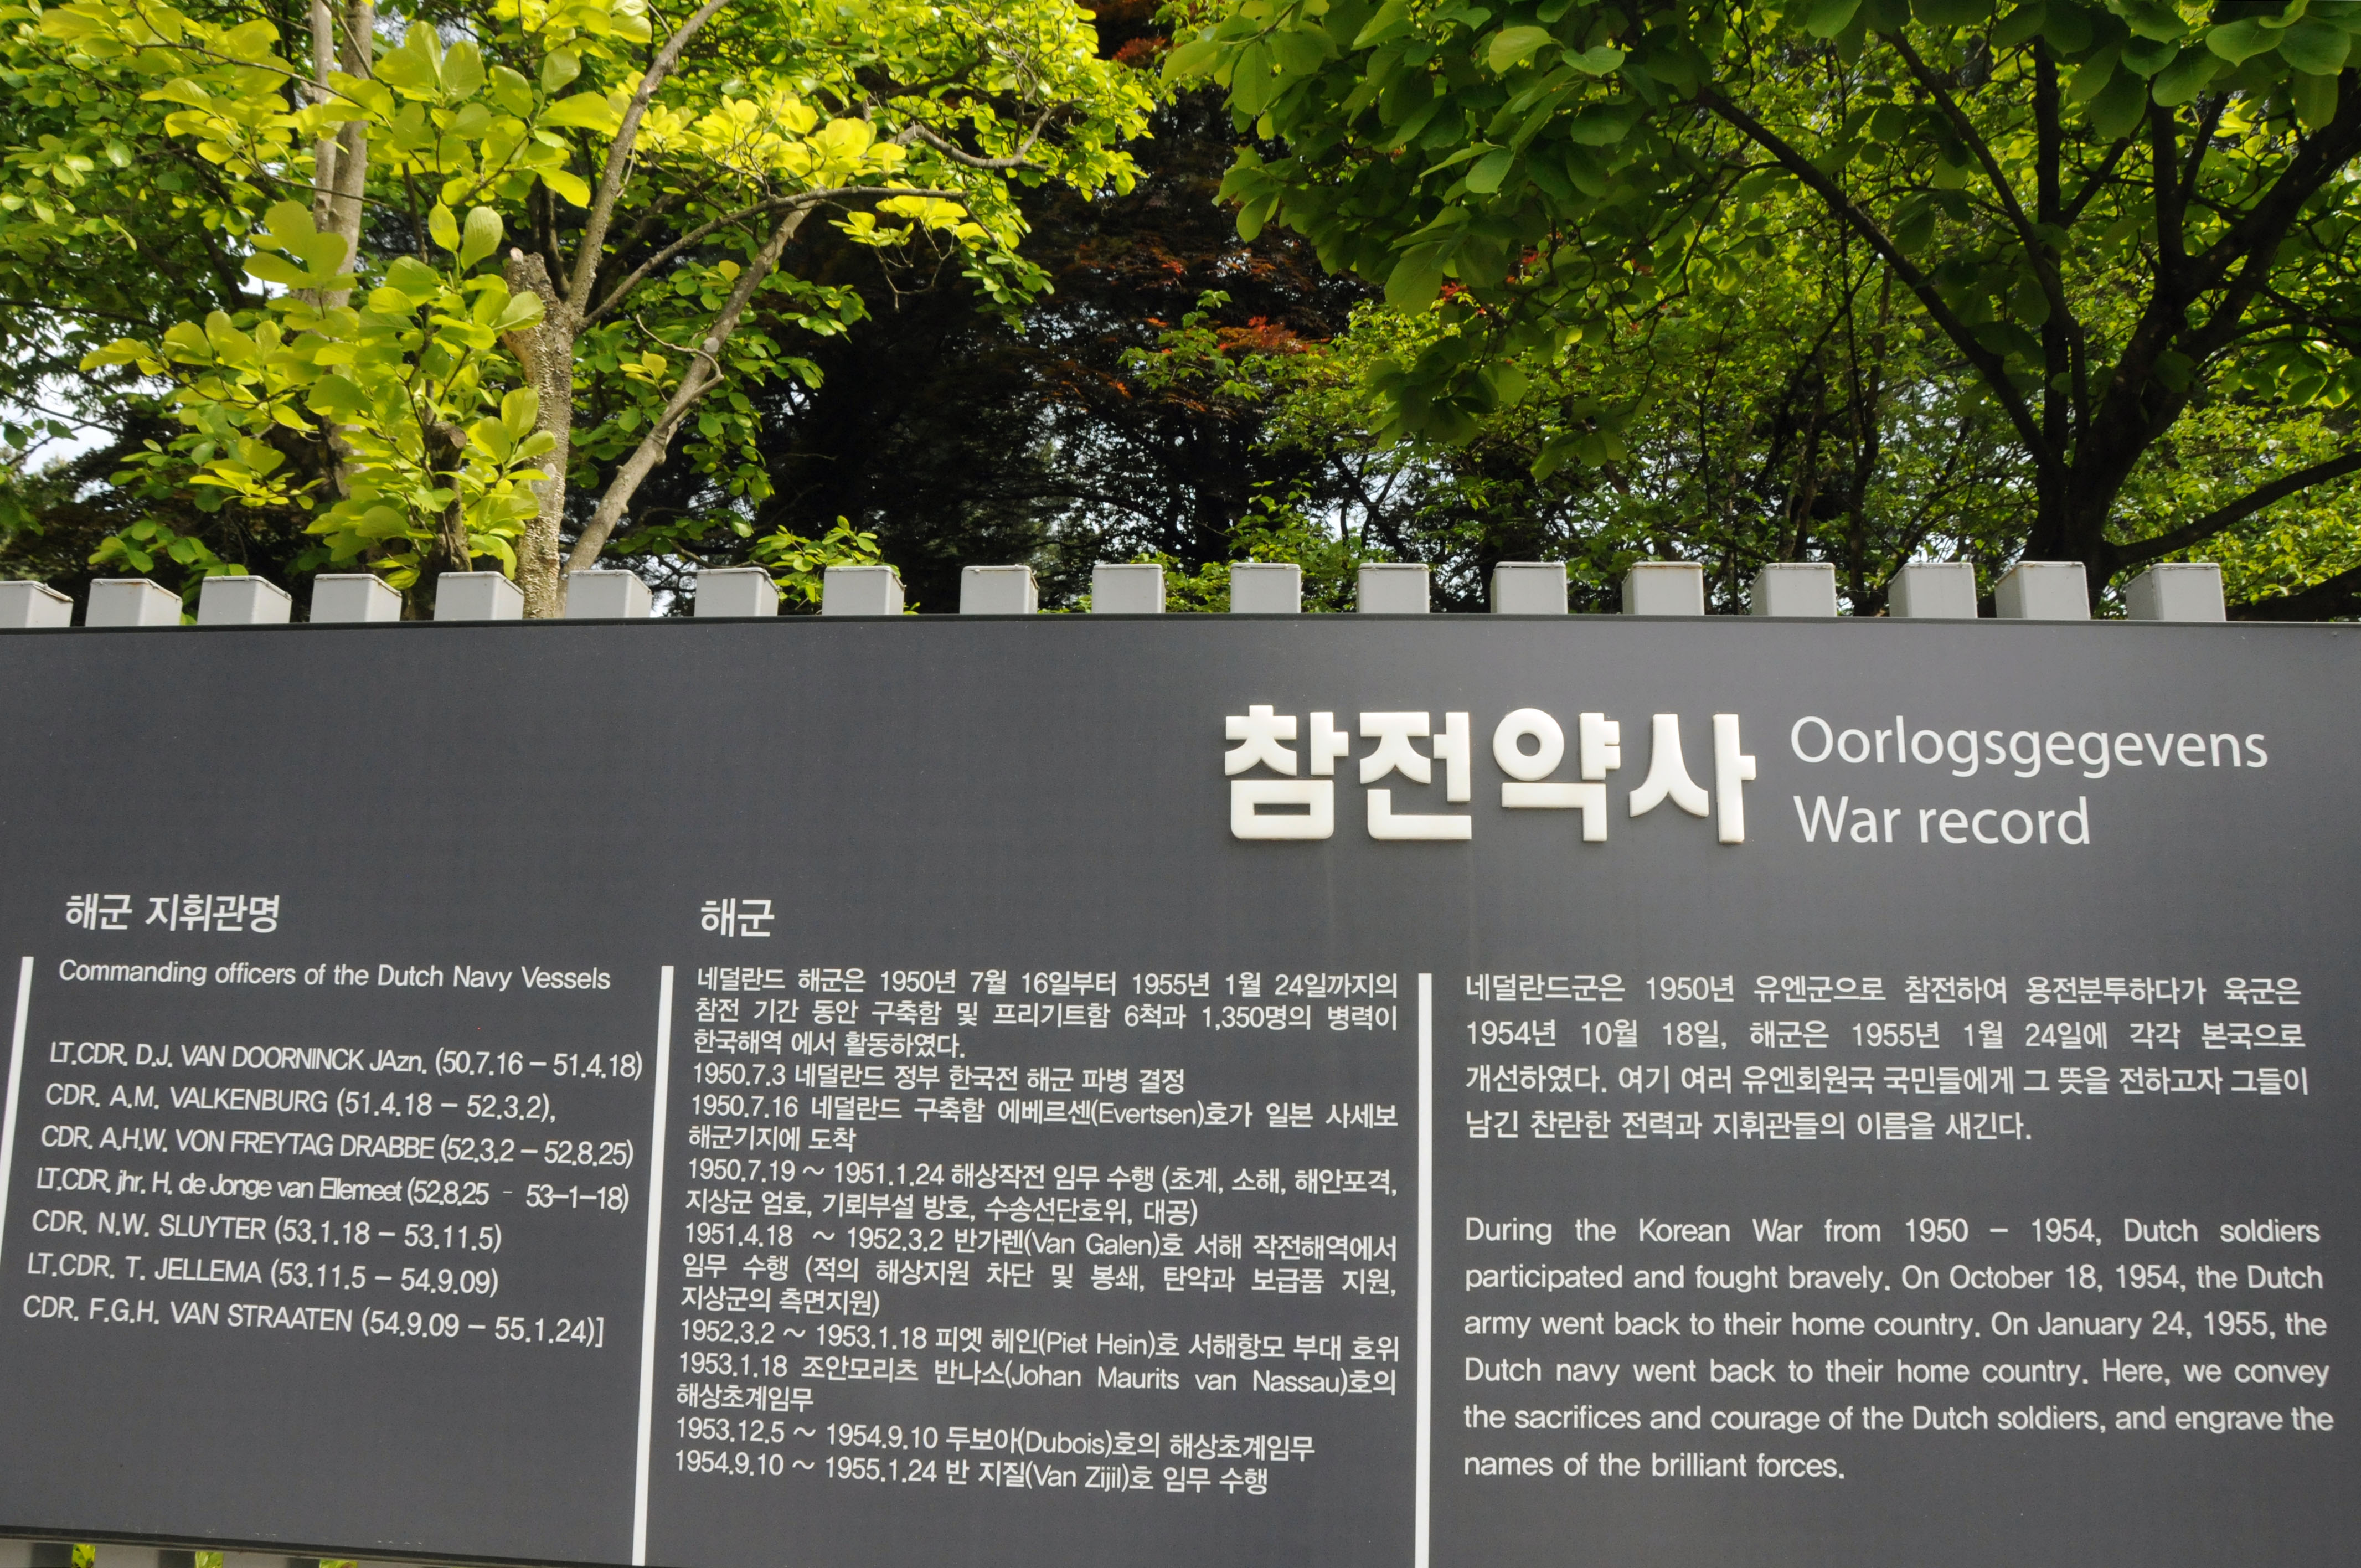 참전약사
Oorlogsgegevens
War record
해군 지휘관명
Commanding officers of the Dutch Navy Vessels
LT.CDR. D.J. VAN DOORNINCK JAzn. (50.7.16 – 51.4.18)
CDR. A.M. VALKENBURG (51.4.18 – 52.3.2),
CDR. A.H.W. VON FREYTAG DRABBE (52.3.2 – 52.8.25)
LT.CDR. jhr. H. de Jonge van Ellemeet (52.8.25 - 53–1–18)
CDR. N.W. SLUYTER (53.1.18 – 53.11.5)
LT.CDR. T. JELLEMA (53.11.5 – 54.9.09)
CDR. F.G.H. VAN STRAATEN (54.9.09 – 55.1.24)]
해군
네덜란드 해군은 1950년 7월 16일부터 1955년 1월 24일까지의
참전 기간 동안 구축함 및 프리기트함 6척과 1,350명의 병력이
한국해역 에서 활동하였다.
1950.7.3 네덜란드 정부 한국전 해군 파병 결정
1950.7.16 네덜란드 구축함 에베르센(Evertsen)호가 일본 사세보
해군기지에 도착
1950.7.19 ~ 1951.1.24 해상작전 임무 수행 (초계, 소해, 해안포격,
지상군 엄호, 기뢰부설 방호, 수송선단호위, 대공)
1951.4.18 ~ 1952.3.2 반가렌(Van Galen)호 서해 작전해역에서
임무 수행 (적의 해상지원 차단 및 봉쇄, 탄약과 보급품 지원,
지상군의 측면지원)
1952.3.2 ~ 1953.1.18 피엣 헤인(Piet Hein)호 서해항모 부대 호위
1953.1.18 조안모리츠 반나소(Johan Maurits van Nassau)호의
해상초계임무
1953.12.5 ~ 1954.9.10 두보아(Dubois)호의 해상초계임무
1954.9.10 ~ 1955.1.24 반 지질(Van Zijil)호 임무 수행
네덜란드군은 1950년 유엔군으로 참전하여 용전분투하다가 육군은
1954년 10월 18일, 해군은 1955년 1월 24일에 각각 본국으로
개선하였다. 여기 여러 유엔회원국 국민들에게 그 뜻을 전하고자 그들이
남긴 찬란한 전력과 지휘관들의 이름을 새긴다.
During the Korean War from 1950 – 1954, Dutch soldiers
participated and fought bravely. On October 18, 1954, the Dutch
army went back to their home country. On January 24, 1955, the
Dutch navy went back to their home country. Here, we convey
the sacrifices and courage of the Dutch soldiers, and engrave the
names of the brilliant forces.